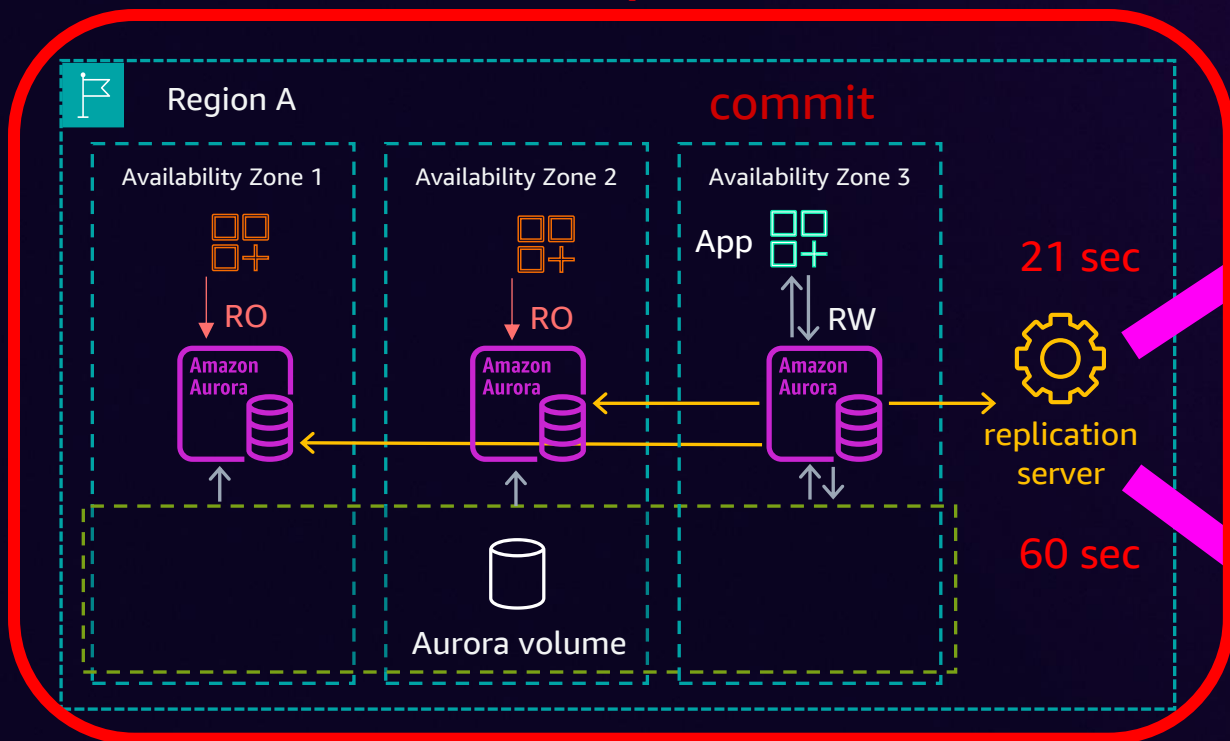 Region A
commit
Availability Zone 1
Availability Zone 2
Availability Zone 3
App
21 sec
RO
RO
RW
Amazon
Aurora
Amazon
Aurora
Amazon
Aurora
replication
server
60 sec
Aurora volume